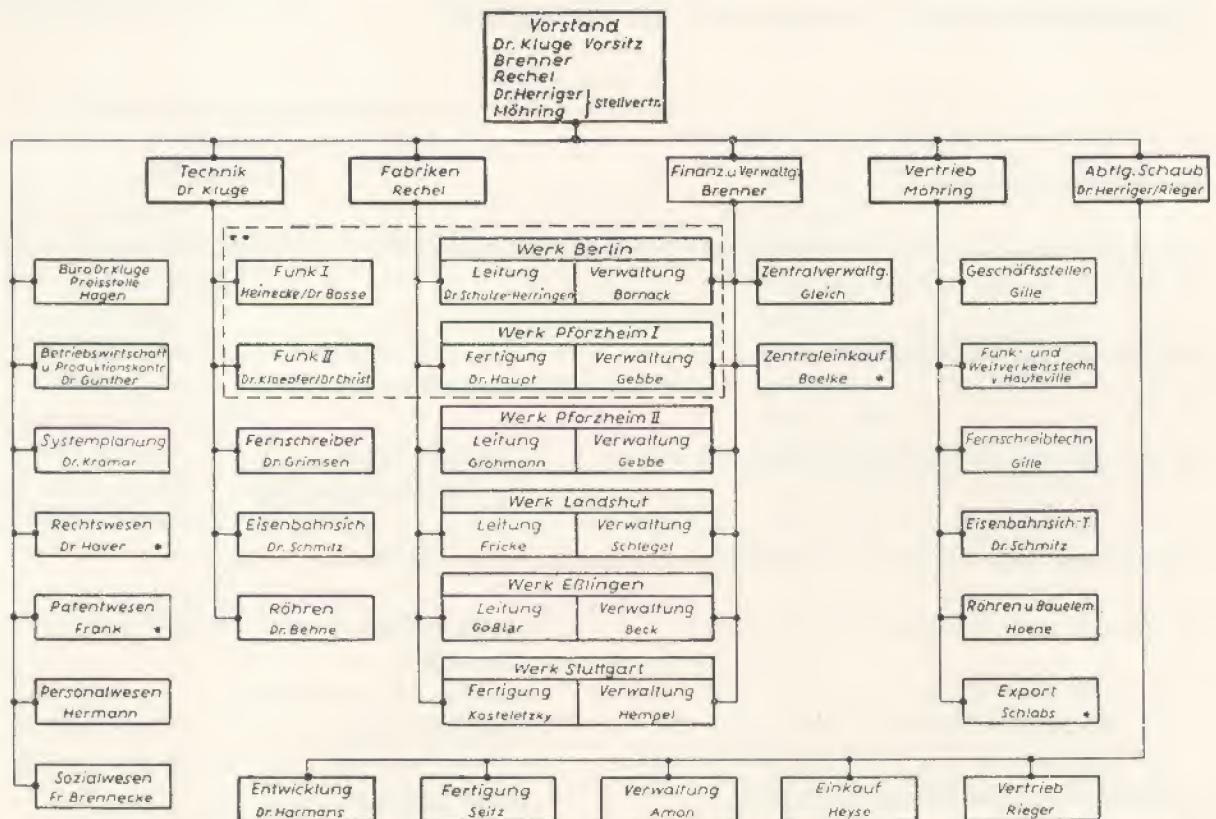 Vorstand
Dr. Kluge Vorsitz
Brenner
Rechel
Dr. Herriger
Möhring } stellvertr.
Technik
Dr. Kluge
Fabriken
Rechel
Finanz.u.Verwaltg.
Brenner
Vertrieb
Möhring
Abtlg. Schaub
Dr. Herriger/Rieger
Büro Dr. Kluge
Preisstelle
Hagen
Betriebswirtschaft
u. Produktionskontr.
Dr. Günther
Systemplanung
Dr. Kramar
Rechtswesen
Dr. Hover *
Patentwesen
Frank *
Personalwesen
Hermann
Sozialwesen
Fr. Brennecke
* *
Funk I
Heinecke/Dr. Bosse
Funk II
Dr. Klaepfer/Dr. Christ
Fernschreiber
Dr. Grimsen
Eisenbahnsich
Dr. Schmitz
Röhren
Dr. Behne
Werk Berlin
Leitung Verwaltung
Dr. Schulze-Herringen Bornack
Werk Pforzheim I
Fertigung Verwaltung
Dr. Haupt Gebbe
Werk Pforzheim II
Leitung Verwaltung
Grohmann Gebbe
Werk Landshut
Leitung Verwaltung
Fricke Schlegel
Werk Eßlingen
Leitung Verwaltung
Goßlar Beck
Werk Stuttgart
Fertigung Verwaltung
Kosteletzky Hempel
Zentralverwaltg.
Gleich
Zentraleinkauf
Boelke *
Geschäftsstellen
Gille
Funk- und
Weitverkehrstechn.
v. Hauteville
Fernschreibtechn
Gille
Eisenbahnsich.-T.
Dr. Schmitz
Röhren u. Bauelem.
Hoene
Export
Schlabs *
Entwicklung
Dr. Harmans
Fertigung
Seitz
Verwaltung
Amon
Einkauf
Heyse
Vertrieb
Rieger